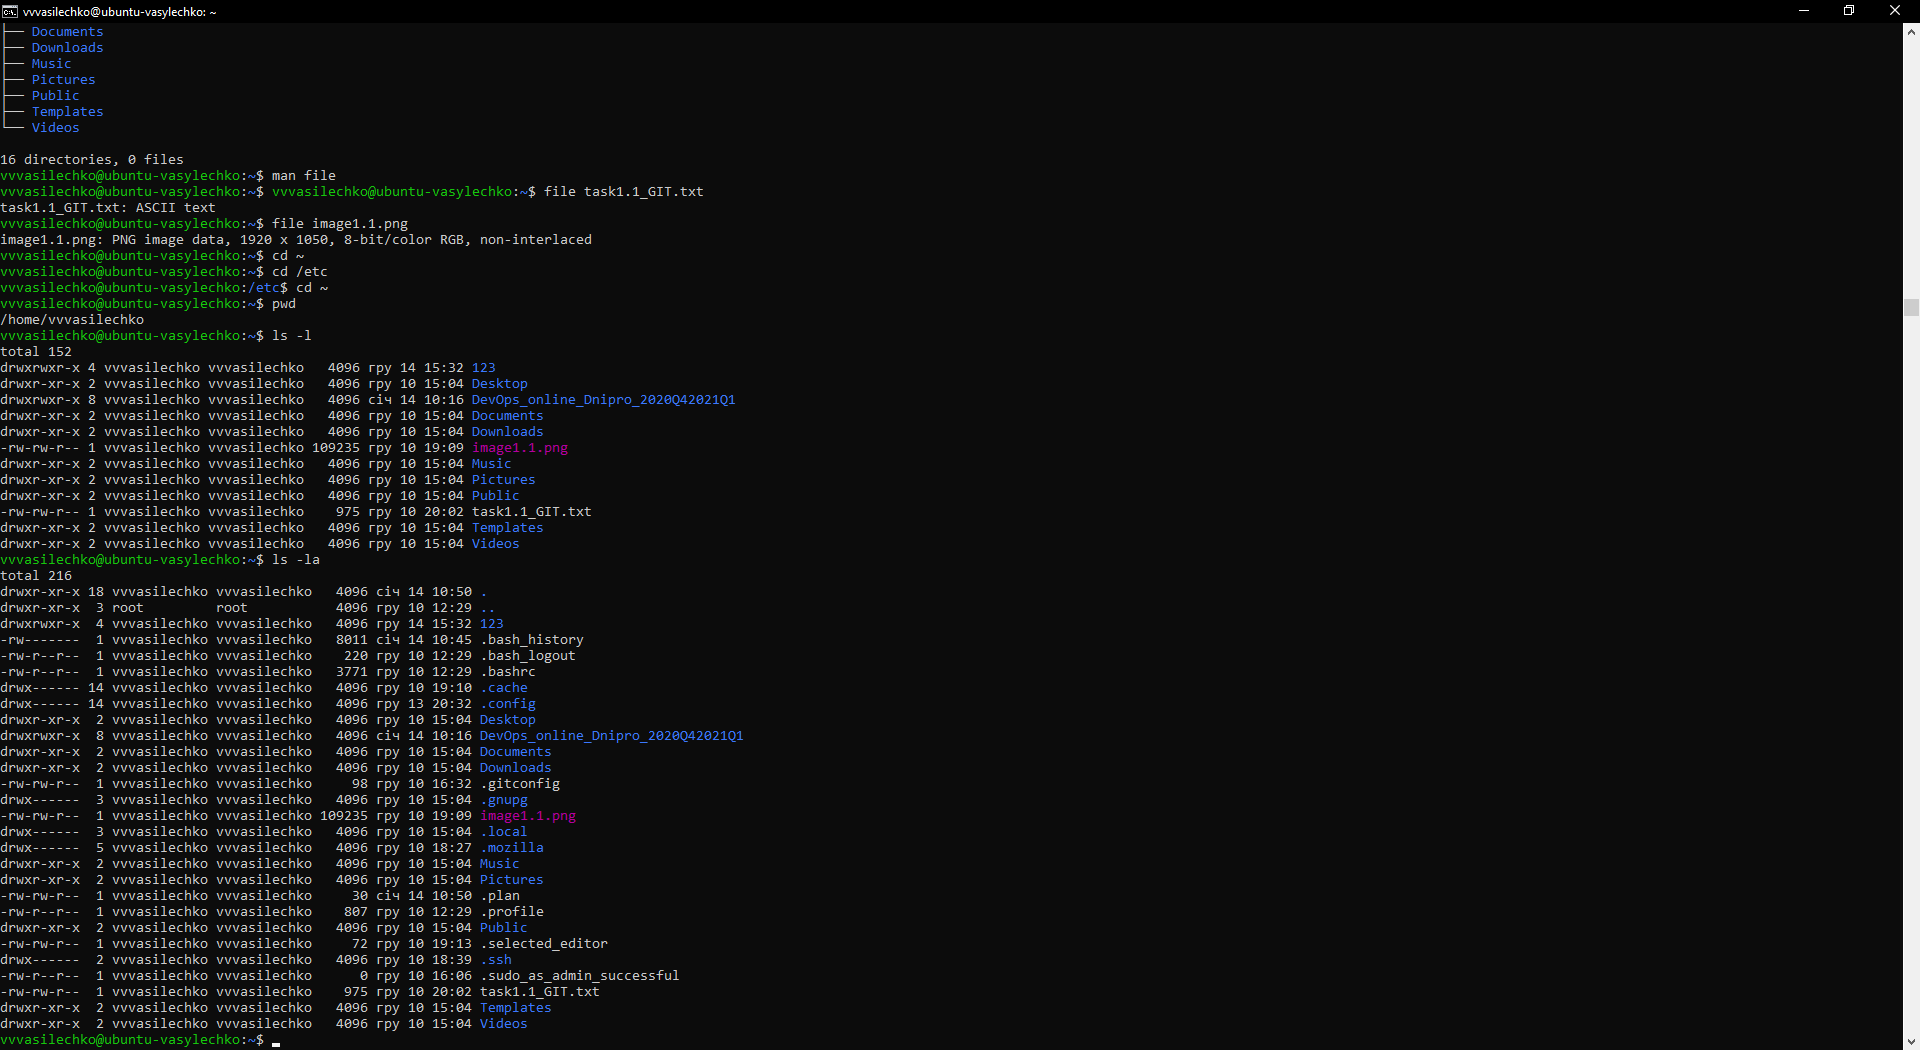 vvvasilechko@ubuntu-vasylechko: ~
├── Documents
├── Downloads
├── Music
├── Pictures
├── Public
├── Templates
└── Videos
16 directories, 0 files
vvvasilechko@ubuntu-vasylechko:~$ man file
vvvasilechko@ubuntu-vasylechko:~$ vvvasilechko@ubuntu-vasylechko:~$ file task1.1_GIT.txt
task1.1_GIT.txt: ASCII text
vvvasilechko@ubuntu-vasylechko:~$ file image1.1.png
image1.1.png: PNG image data, 1920 x 1050, 8-bit/color RGB, non-interlaced
vvvasilechko@ubuntu-vasylechko:~$ cd ~
vvvasilechko@ubuntu-vasylechko:~$ cd /etc
vvvasilechko@ubuntu-vasylechko:/etc$ cd ~
vvvasilechko@ubuntu-vasylechko:~$ pwd
/home/vvvasilechko
vvvasilechko@ubuntu-vasylechko:~$ ls -l
total 152
drwxrwxr-x 4 vvvasilechko vvvasilechko   4096 гру 14 15:32 123
drwxr-xr-x 2 vvvasilechko vvvasilechko   4096 гру 10 15:04 Desktop
drwxrwxr-x 8 vvvasilechko vvvasilechko   4096 січ 14 10:16 DevOps_online_Dnipro_2020Q42021Q1
drwxr-xr-x 2 vvvasilechko vvvasilechko   4096 гру 10 15:04 Documents
drwxr-xr-x 2 vvvasilechko vvvasilechko   4096 гру 10 15:04 Downloads
-rw-rw-r-- 1 vvvasilechko vvvasilechko 109235 гру 10 19:09 image1.1.png
drwxr-xr-x 2 vvvasilechko vvvasilechko   4096 гру 10 15:04 Music
drwxr-xr-x 2 vvvasilechko vvvasilechko   4096 гру 10 15:04 Pictures
drwxr-xr-x 2 vvvasilechko vvvasilechko   4096 гру 10 15:04 Public
-rw-rw-r-- 1 vvvasilechko vvvasilechko    975 гру 10 20:02 task1.1_GIT.txt
drwxr-xr-x 2 vvvasilechko vvvasilechko   4096 гру 10 15:04 Templates
drwxr-xr-x 2 vvvasilechko vvvasilechko   4096 гру 10 15:04 Videos
vvvasilechko@ubuntu-vasylechko:~$ ls -la
total 216
drwxr-xr-x 18 vvvasilechko vvvasilechko   4096 січ 14 10:50 .
drwxr-xr-x  3 root         root           4096 гру 10 12:29 ..
drwxrwxr-x  4 vvvasilechko vvvasilechko   4096 гру 14 15:32 123
-rw-------  1 vvvasilechko vvvasilechko   8011 січ 14 10:45 .bash_history
-rw-r--r--  1 vvvasilechko vvvasilechko    220 гру 10 12:29 .bash_logout
-rw-r--r--  1 vvvasilechko vvvasilechko   3771 гру 10 12:29 .bashrc
drwx------ 14 vvvasilechko vvvasilechko   4096 гру 10 19:10 .cache
drwx------ 14 vvvasilechko vvvasilechko   4096 гру 13 20:32 .config
drwxr-xr-x  2 vvvasilechko vvvasilechko   4096 гру 10 15:04 Desktop
drwxrwxr-x  8 vvvasilechko vvvasilechko   4096 січ 14 10:16 DevOps_online_Dnipro_2020Q42021Q1
drwxr-xr-x  2 vvvasilechko vvvasilechko   4096 гру 10 15:04 Documents
drwxr-xr-x  2 vvvasilechko vvvasilechko   4096 гру 10 15:04 Downloads
-rw-rw-r--  1 vvvasilechko vvvasilechko     98 гру 10 16:32 .gitconfig
drwx------  3 vvvasilechko vvvasilechko   4096 гру 10 15:04 .gnupg
-rw-rw-r--  1 vvvasilechko vvvasilechko 109235 гру 10 19:09 image1.1.png
drwx------  3 vvvasilechko vvvasilechko   4096 гру 10 15:04 .local
drwx------  5 vvvasilechko vvvasilechko   4096 гру 10 18:27 .mozilla
drwxr-xr-x  2 vvvasilechko vvvasilechko   4096 гру 10 15:04 Music
drwxr-xr-x  2 vvvasilechko vvvasilechko   4096 гру 10 15:04 Pictures
-rw-rw-r--  1 vvvasilechko vvvasilechko     30 січ 14 10:50 .plan
-rw-r--r--  1 vvvasilechko vvvasilechko    807 гру 10 12:29 .profile
drwxr-xr-x  2 vvvasilechko vvvasilechko   4096 гру 10 15:04 Public
-rw-rw-r--  1 vvvasilechko vvvasilechko     72 гру 10 19:13 .selected_editor
drwx------  2 vvvasilechko vvvasilechko   4096 гру 10 18:39 .ssh
-rw-r--r--  1 vvvasilechko vvvasilechko      0 гру 10 16:06 .sudo_as_admin_successful
-rw-rw-r--  1 vvvasilechko vvvasilechko    975 гру 10 20:02 task1.1_GIT.txt
drwxr-xr-x  2 vvvasilechko vvvasilechko   4096 гру 10 15:04 Templates
drwxr-xr-x  2 vvvasilechko vvvasilechko   4096 гру 10 15:04 Videos
vvvasilechko@ubuntu-vasylechko:~$